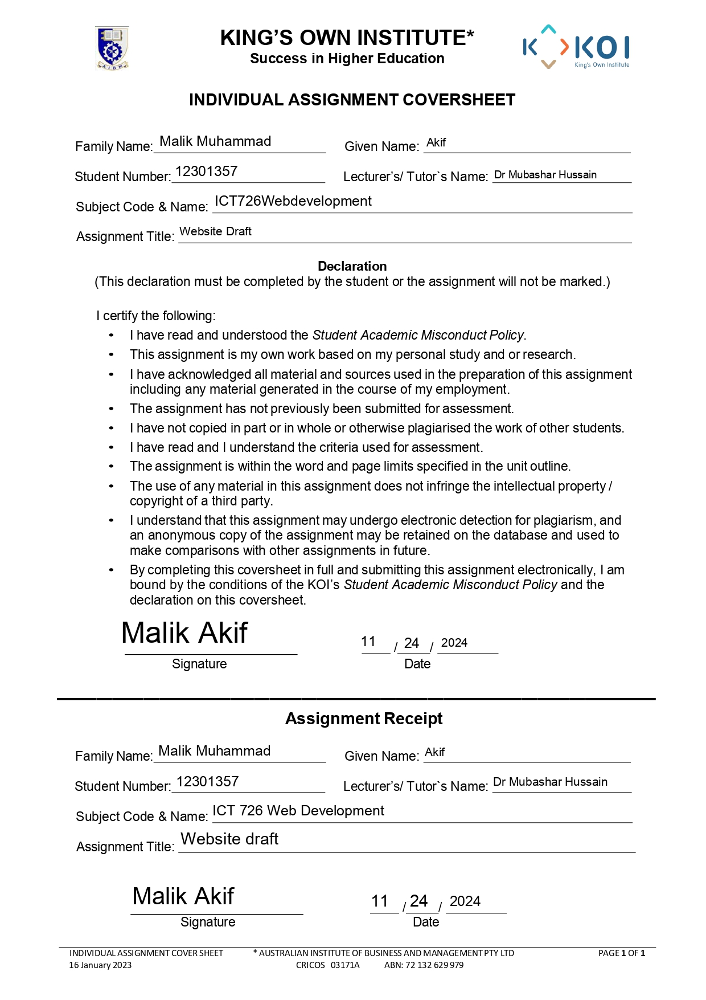 KING’S OWN INSTITUTE*
Success in Higher Education
AIBM
KOI
King's Own Institute
INDIVIDUAL ASSIGNMENT COVERSHEET
Family Name: Malik Muhammad Given Name: Akif
Student Number: 12301357 Lecturer’s/ Tutor`s Name: Dr Mubashar Hussain
Subject Code & Name: ICT726Webdevelopment
Assignment Title: Website Draft
Declaration
(This declaration must be completed by the student or the assignment will not be marked.)
I certify the following:
• I have read and understood the Student Academic Misconduct Policy.
• This assignment is my own work based on my personal study and or research.
• I have acknowledged all material and sources used in the preparation of this assignment
including any material generated in the course of my employment.
• The assignment has not previously been submitted for assessment.
• I have not copied in part or in whole or otherwise plagiarised the work of other students.
• I have read and I understand the criteria used for assessment.
• The assignment is within the word and page limits specified in the unit outline.
• The use of any material in this assignment does not infringe the intellectual property /
copyright of a third party.
• I understand that this assignment may undergo electronic detection for plagiarism, and
an anonymous copy of the assignment may be retained on the database and used to
make comparisons with other assignments in future.
• By completing this coversheet in full and submitting this assignment electronically, I am
bound by the conditions of the KOI’s Student Academic Misconduct Policy and the
declaration on this coversheet.
Malik Akif 11 / 24 / 2024
Signature Date
Assignment Receipt
Family Name: Malik Muhammad Given Name: Akif
Student Number: 12301357 Lecturer’s/ Tutor`s Name: Dr Mubashar Hussain
Subject Code & Name: ICT 726 Web Development
Assignment Title: Website draft
Malik Akif 11 / 24 / 2024
Signature Date
INDIVIDUAL ASSIGNMENT COVER SHEET * AUSTRALIAN INSTITUTE OF BUSINESS AND MANAGEMENT PTY LTD PAGE 1 OF 1
16 January 2023 CRICOS 03171A ABN: 72 132 629 979